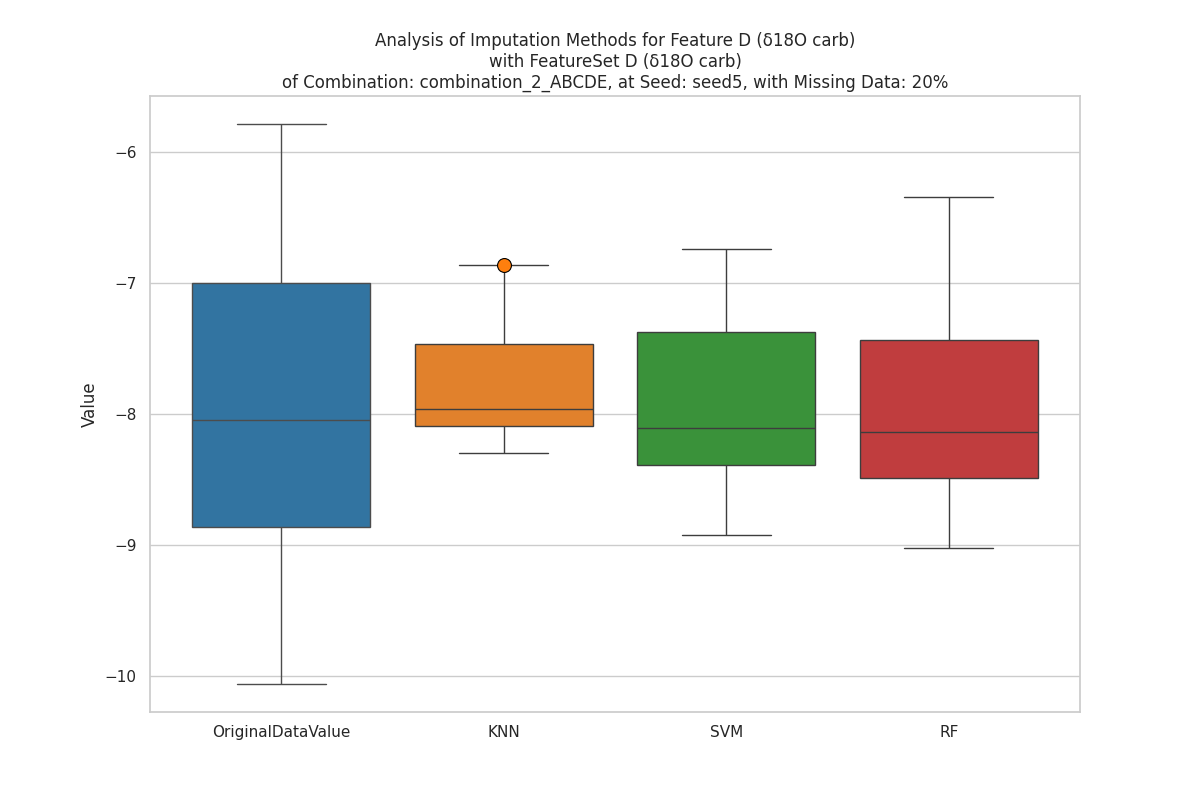 Analysis of Imputation Methods for Feature D (δ18O carb)
with FeatureSet D (δ18O carb)
of Combination: combination_2_ABCDE, at Seed: seed5, with Missing Data: 20%
Value
−6
−7
−8
−9
−10
OriginalDataValue
KNN
SVM
RF